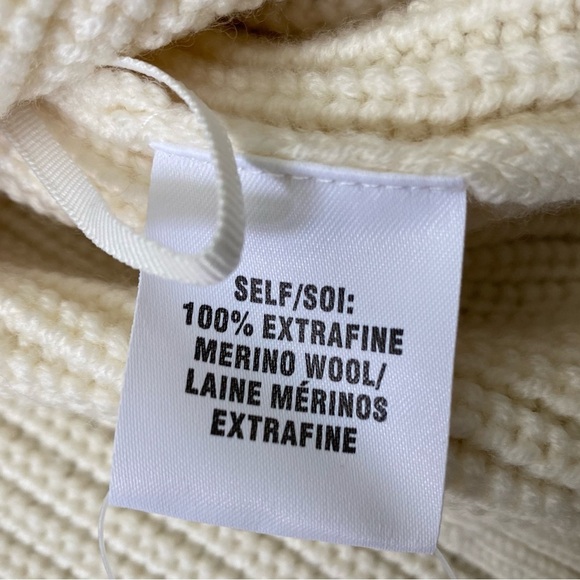 SELF/SOI:
100% EXTRAFINE
MERINO WOOL/
LAINE MÉRINOS
EXTRAFINE